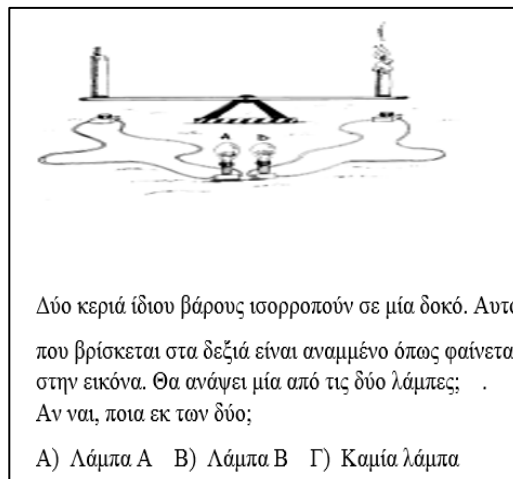 A B
Δύο κεριά ίδιου βάρους ισορροπούν σε μία δοκό. Αυτό
που βρίσκεται στα δεξιά είναι αναμμένο όπως φαίνετα
στην εικόνα. Θα ανάψει μία από τις δύο λάμπες; .
Αν ναι, ποια εκ των δύο;
Α) Λάμπα Α Β) Λάμπα Β Γ) Καμία λάμπα